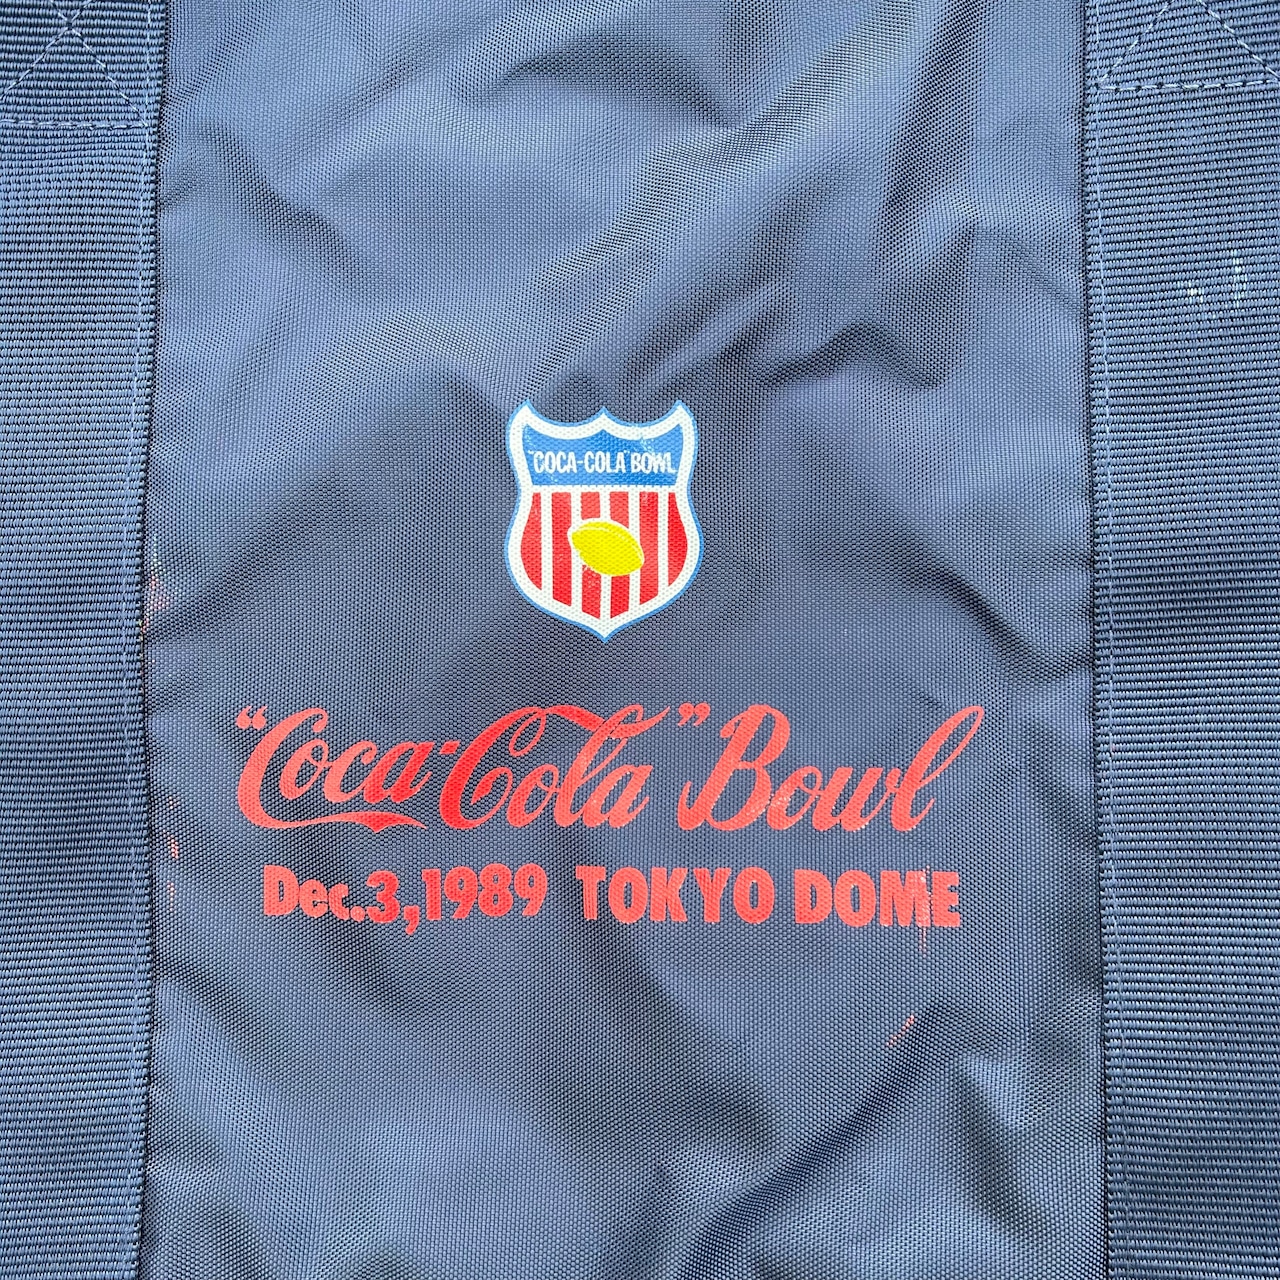 "COCA-COLA" BOWL
"Coca-Cola" Bowl
Dec.3,1989 TOKYO DOME